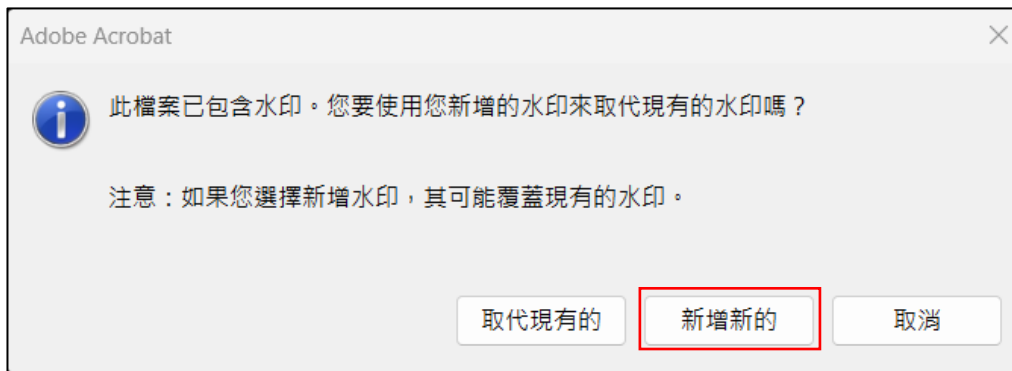 Adobe Acrobat
此檔案已包含水印。您要使用您新增的水印來取代現有的水印嗎？
注意：如果您選擇新增水印，其可能覆蓋現有的水印。
取代現有的 新增新的 取消